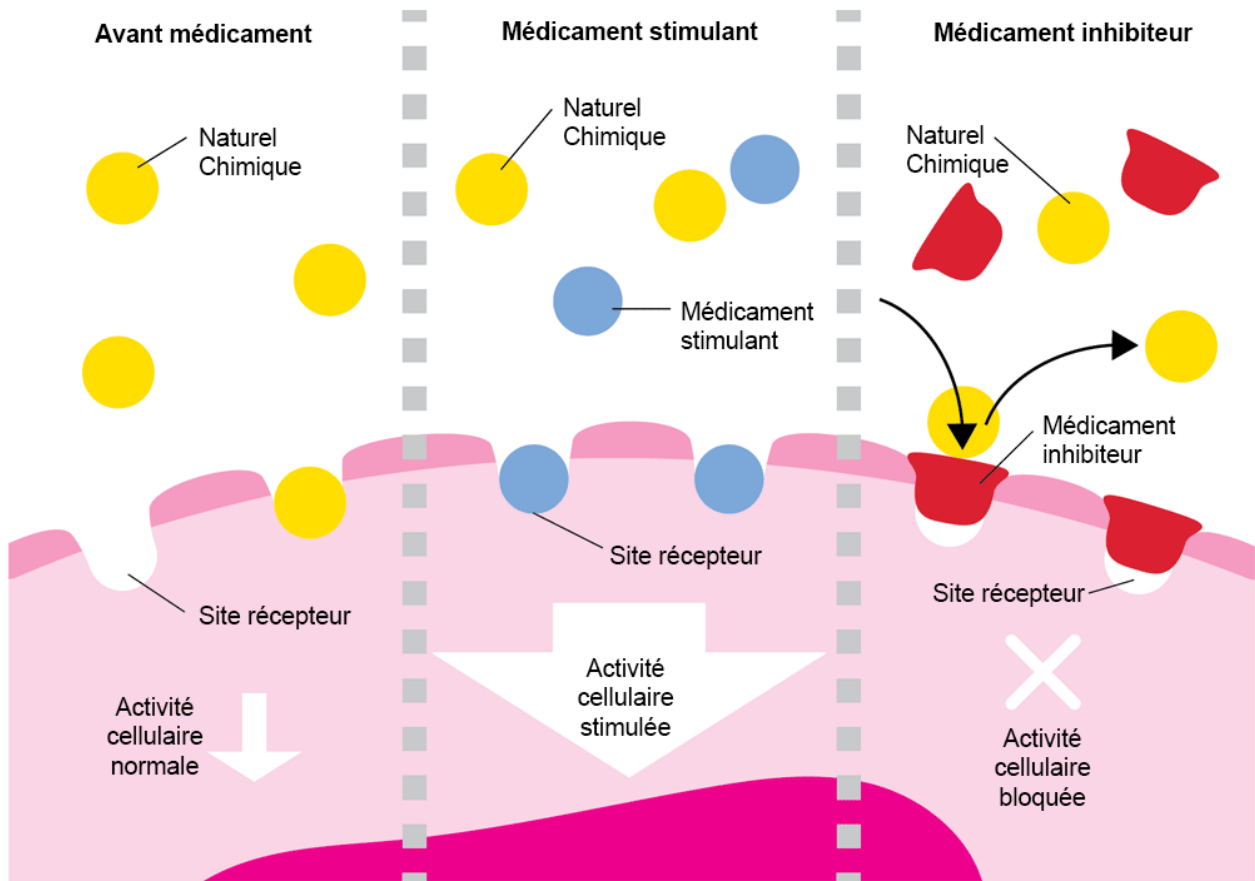 Avant médicament
Naturel
Chimique
Site récepteur
Activité
cellulaire
normale
Médicament stimulant
Naturel
Chimique
Médicament
stimulant
Site récepteur
Activité
cellulaire
stimulée
Médicament inhibiteur
Naturel
Chimique
Médicament
inhibiteur
Site récepteur
Activité
cellulaire
bloquée